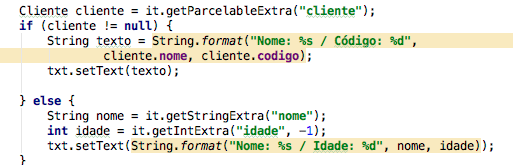 Cliente cliente = it.getParcelableExtra("cliente");
if (cliente != null) {
    String texto = String.format("Nome: %s / Código: %d",
            cliente.nome, cliente.codigo);
    txt.setText(texto);

} else {
    String nome = it.getStringExtra("nome");
    int idade = it.getIntExtra("idade", -1);
    txt.setText(String.format("Nome: %s / Idade: %d", nome, idade));
}